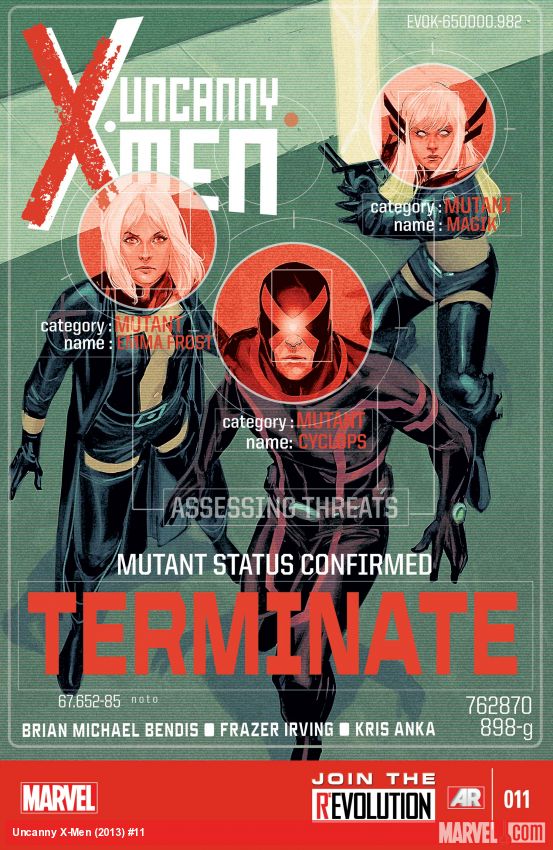 EVOK-650000.982 -
X UNCANNY
X·MEN
category : MUTANT
name : MAGIK
category : MUTANT
name : EMMA FROST
category : MUTANT
name: CYCLOPS
ASSESSING THREATS
MUTANT STATUS CONFIRMED
TERMINATE
67.652-85 noto
762870
898-g
BRIAN MICHAEL BENDIS ■ FRAZER IRVING ■ KRIS ANKA
JOIN THE
REVOLUTION
MARVEL
AR
011
Uncanny X-Men (2013) #11
MARVEL.com